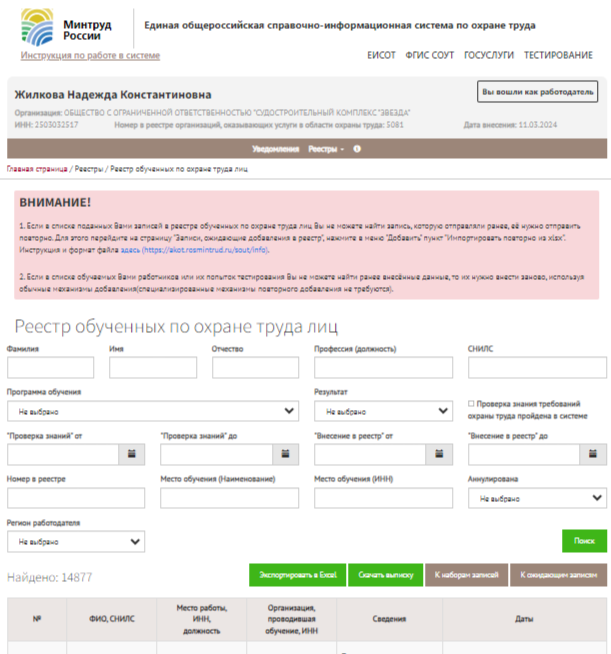 Минтруд
России
Единая общероссийская справочно-информационная система по охране труда
Инструкция по работе в системе
ЕИСОТ ФГИС СОУТ ГОСУСЛУГИ ТЕСТИРОВАНИЕ
Жилкова Надежда Константиновна
Вы вошли как работодатель
Организация: ОБЩЕСТВО С ОГРАНИЧЕННОЙ ОТВЕТСТВЕННОСТЬЮ "СУДОСТРОИТЕЛЬНЫЙ КОМПЛЕКС "ЗВЕЗДА"
ИНН: 2503032517 Номер в реестре организаций, оказывающих услуги в области охраны труда: 5081 Дата внесения: 11.03.2024
Уведомления Реестры
Главная страница / Реестры / Реестр обученных по охране труда лиц
ВНИМАНИЕ!
1. Если в списке поданных Вами записей в реестре обученных по охране труда лиц Вы не можете найти запись, которую отправляли ранее, её нужно отправить
повторно. Для этого перейдите на страницу "Записи, ожидающие добавления в реестр", нажмите в меню "Добавить" пункт "Импортировать повторно из xlsx".
Инструкция и формат файла здесь (https://akot.rosmintrud.ru/sout/info).
2. Если в списке обучаемых Вами работников или их попыток тестирования Вы не можете найти ранее внесённые данные, то их нужно внести заново, используя
обычные механизмы добавления(специализированные механизмы повторного добавления не требуются).
Реестр обученных по охране труда лиц
Фамилия Имя Отчество Профессия (должность) СНИЛС
Программа обучения Результат
Не выбрано Не выбрано Проверка знания требований
охраны труда пройдена в системе
"Проверка знаний" от "Проверка знаний" до "Внесение в реестр" от "Внесение в реестр" до
Номер в реестре Место обучения (Наименование) Место обучения (ИНН) Аннулирована
Не выбрано
Регион работодателя
Не выбрано Поиск
Найдено: 14877 Экспортировать в Excel Скачать выписку К наборам записей К ожидающим записям
№ ФИО, СНИЛС Место работы,
ИНН,
должность Организация,
проводившая
обучение, ИНН Сведения Даты